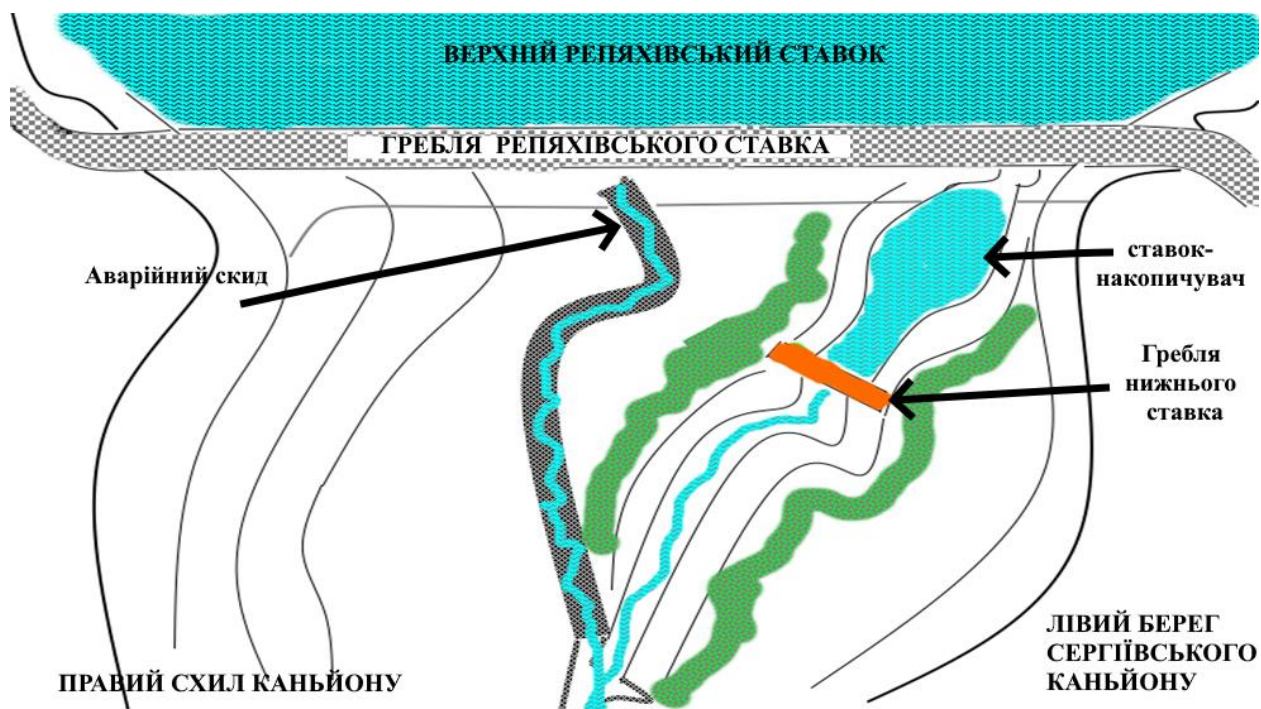 ВЕРХНІЙ РЕПЯХІВСЬКИЙ СТАВОК
ГРЕБЛЯ РЕПЯХІВСЬКОГО СТАВКА
Аварійний скид
ставок-
накопичувач
Гребля
нижнього
ставка
ПРАВИЙ СХИЛ КАНЬЙОНУ
ЛІВИЙ БЕРЕГ
СЕРГІЇВСЬКОГО
КАНЬЙОНУ